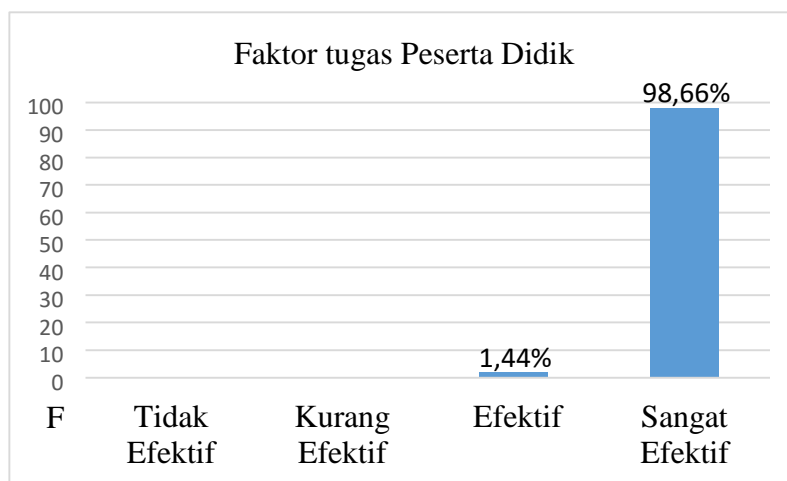 Faktor tugas Peserta Didik
98,66%
100
90
80
70
60
50
40
30
20
10
0
1,44%
F
Tidak
Efektif
Kurang
Efektif
Efektif
Sangat
Efektif